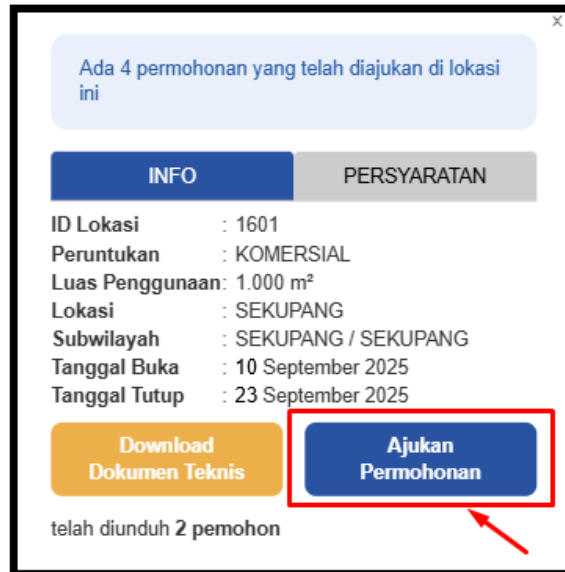 x
Ada 4 permohonan yang telah diajukan di lokasi
ini
INFO PERSYARATAN
ID Lokasi : 1601
Peruntukan : KOMERSIAL
Luas Penggunaan: 1.000 m²
Lokasi : SEKUPANG
Subwilayah : SEKUPANG / SEKUPANG
Tanggal Buka : 10 September 2025
Tanggal Tutup : 23 September 2025
Download
Dokumen Teknis
Ajukan
Permohonan
telah diunduh 2 pemohon